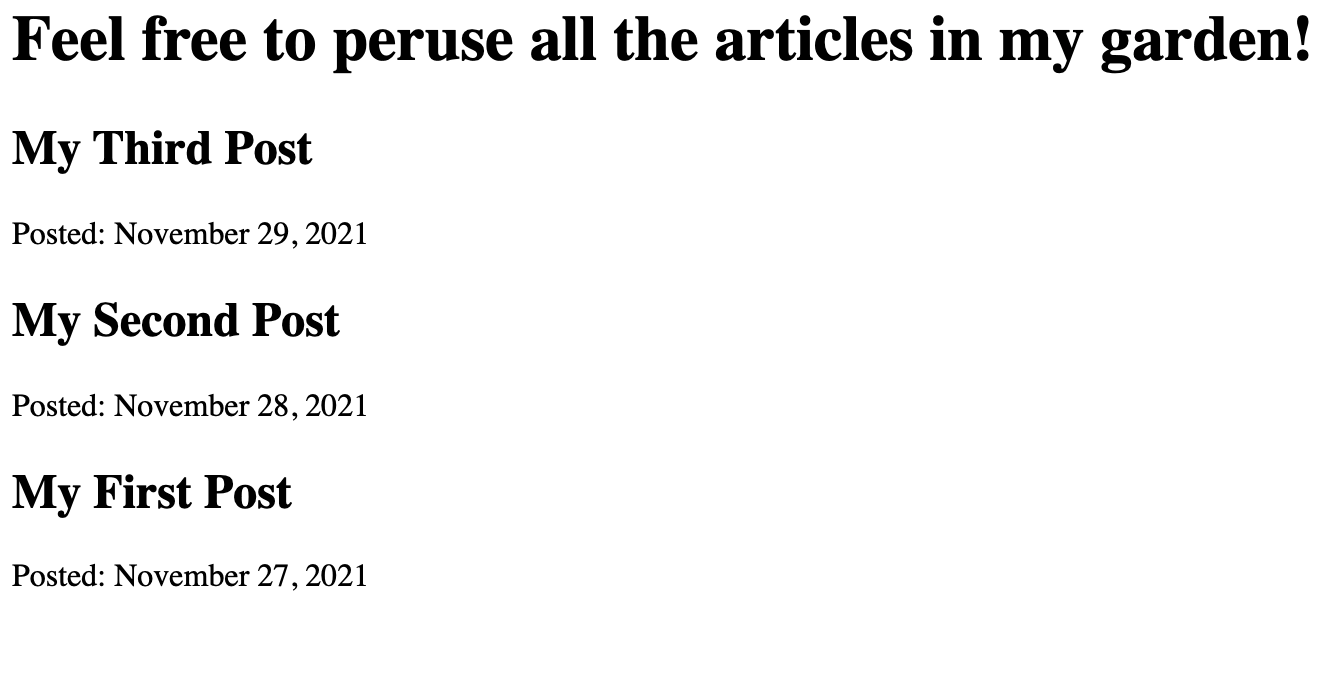 Feel free to peruse all the articles in my garden!
My Third Post
Posted: November 29, 2021
My Second Post
Posted: November 28, 2021
My First Post
Posted: November 27, 2021